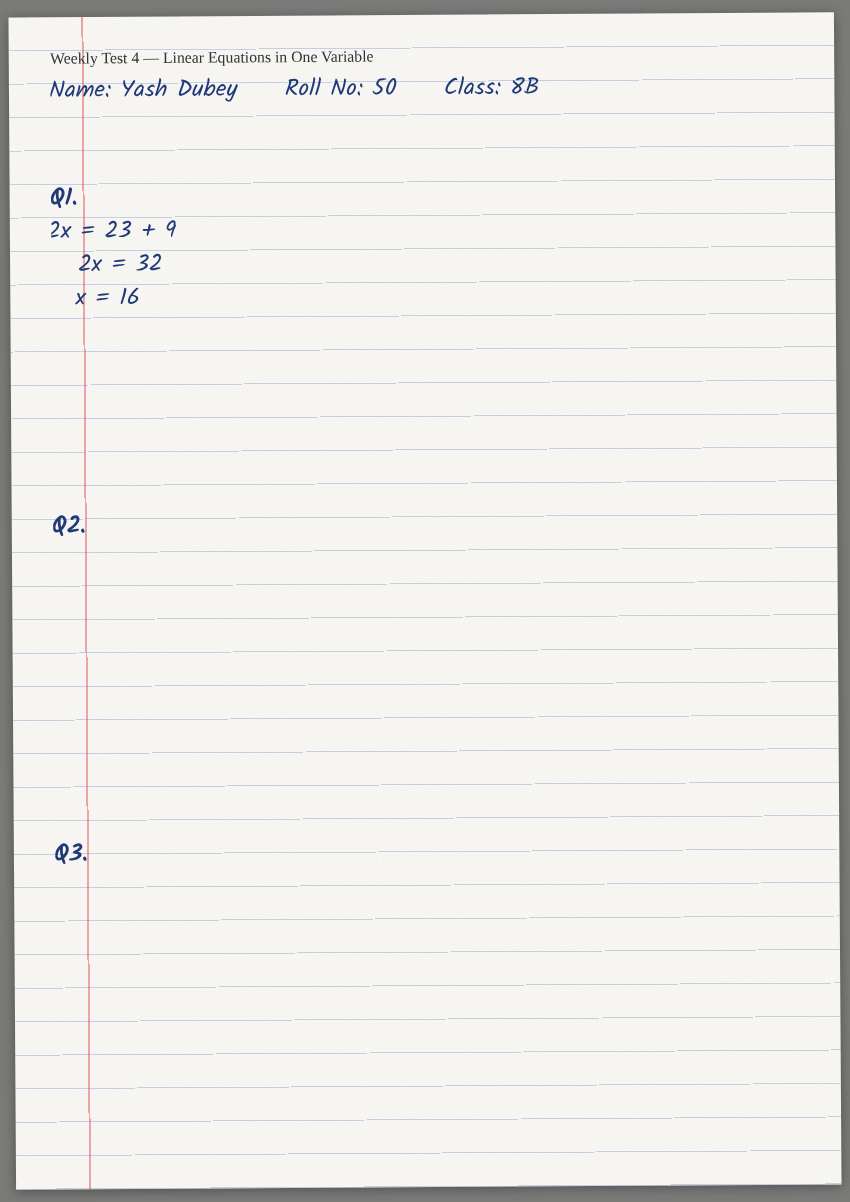 Weekly Test 4 — Linear Equations in One Variable
Name: Yash Dubey Roll No: 50 Class: 8B
Q1.
2x = 23 + 9
2x = 32
x = 16
Q2.
Q3.